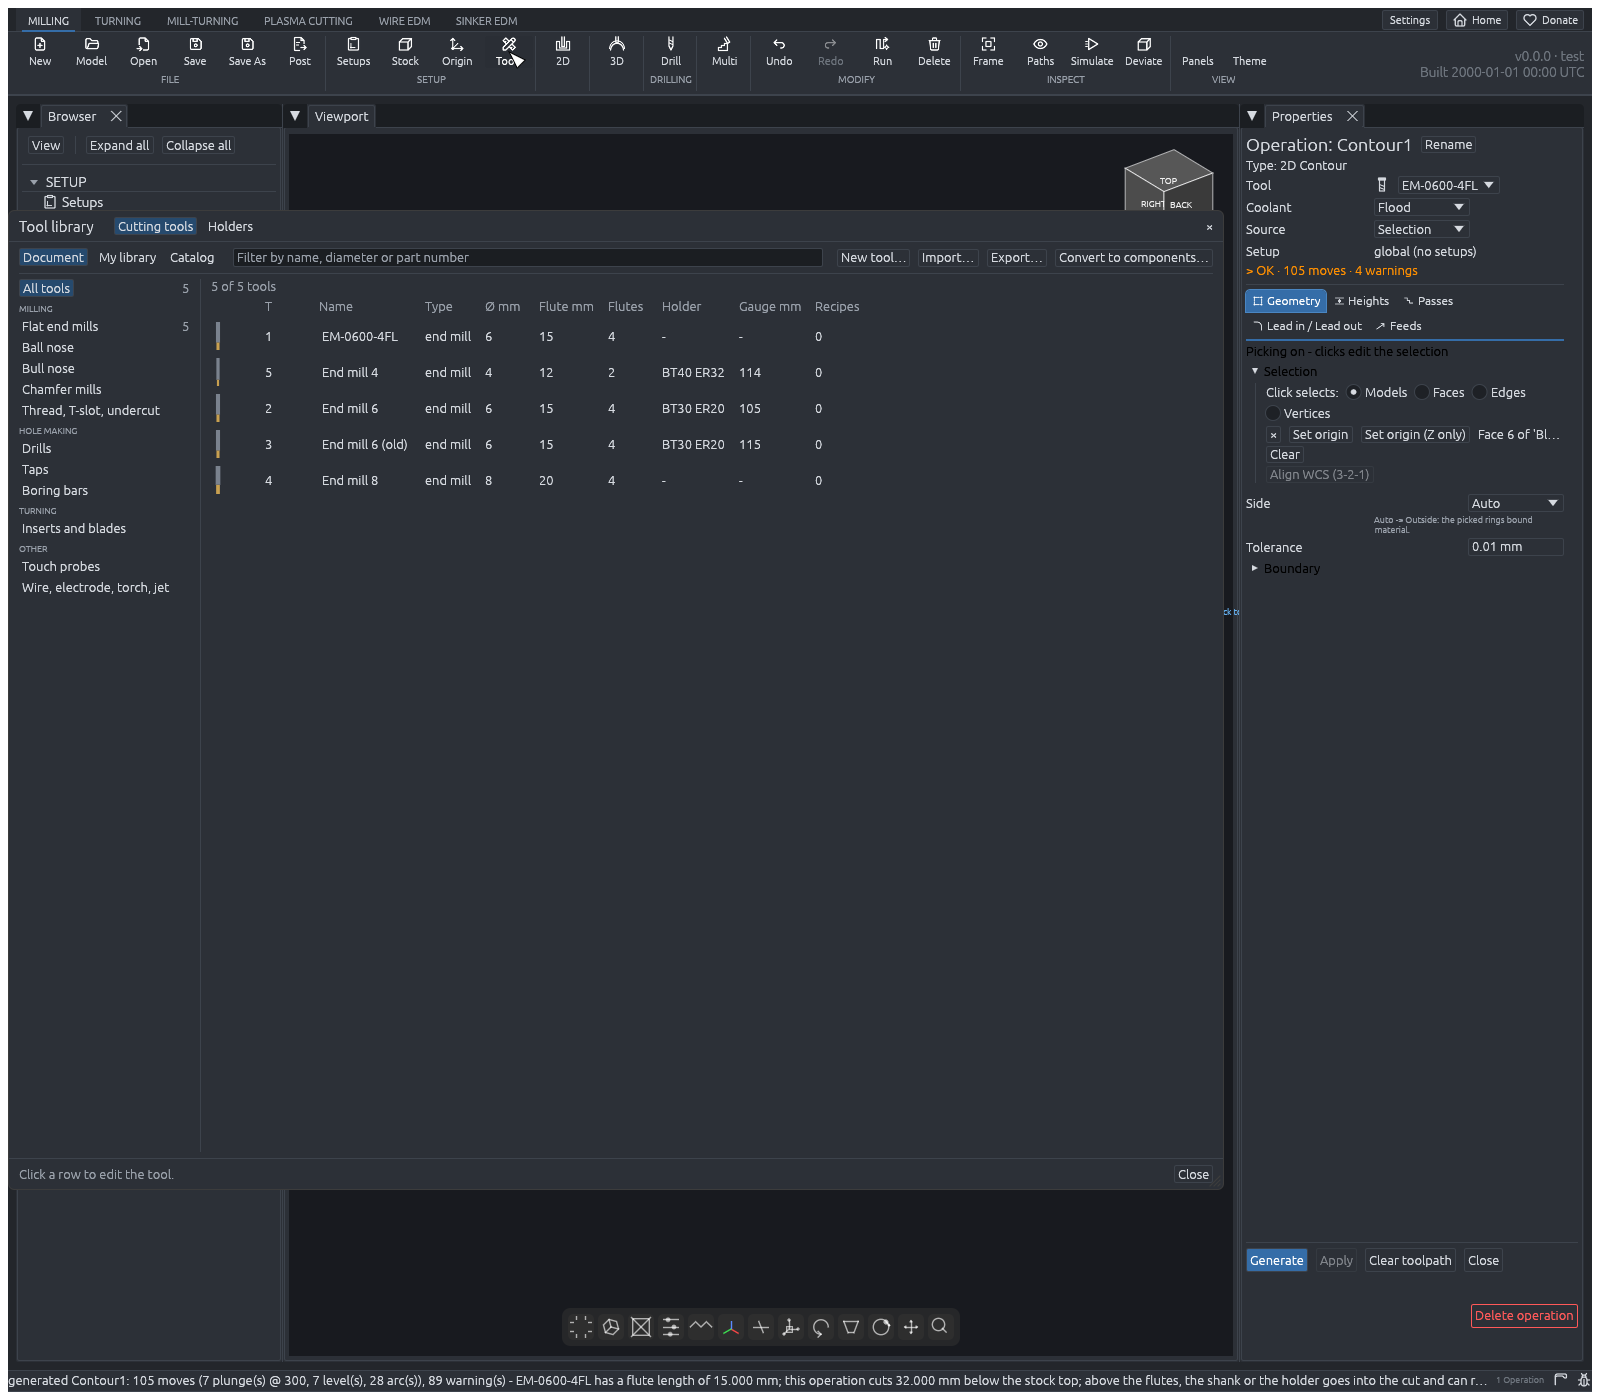 MILLING TURNING MILL-TURNING PLASMA CUTTING WIRE EDM SINKER EDM Settings Home Donate
New Model Open Save Save As Post Setups Stock Origin 2D 3D Drill Multi Undo Redo Run Delete Frame Paths Simulate Deviate Panels Theme
v0.0.0 · test
Built 2000-01-01 00:00 UTC
FILE SETUP DRILLING MODIFY INSPECT VIEW
Browser Viewport Properties
View Expand all Collapse all
SETUP
Setups
TOP
RIGHT BACK
Tool library Cutting tools Holders
Document My library Catalog Filter by name, diameter or part number New tool... Import... Export... Convert to components...
All tools 5
MILLING
Flat end mills 5
Ball nose
Bull nose
Chamfer mills
Thread, T-slot, undercut
HOLE MAKING
Drills
Taps
Boring bars
TURNING
Inserts and blades
OTHER
Touch probes
Wire, electrode, torch, jet
5 of 5 tools
T Name Type Ø mm Flute mm Flutes Holder Gauge mm Recipes
1 EM-0600-4FL end mill 6 15 4 - - 0
5 End mill 4 end mill 4 12 2 BT40 ER32 114 0
2 End mill 6 end mill 6 15 4 BT30 ER20 105 0
3 End mill 6 (old) end mill 6 15 4 BT30 ER20 115 0
4 End mill 8 end mill 8 20 4 - - 0
Click a row to edit the tool. Close
Operation: Contour1 Rename
Type: 2D Contour
Tool EM-0600-4FL
Coolant Flood
Source Selection
Setup global (no setups)
> OK · 105 moves · 4 warnings
Geometry Heights Passes
Lead in / Lead out Feeds
Picking on - clicks edit the selection
Selection
Click selects: Models Faces Edges
Vertices
× Set origin Set origin (Z only) Face 6 of 'Bl...
Clear
Align WCS (3-2-1)
Side Auto
Auto -> Outside: the picked rings bound
material.
Tolerance 0.01 mm
Boundary
Generate Apply Clear toolpath Close
Delete operation
generated Contour1: 105 moves (7 plunge(s) @ 300, 7 level(s), 28 arc(s)), 89 warning(s) - EM-0600-4FL has a flute length of 15.000 mm; this operation cuts 32.000 mm below the stock top; above the flutes, the shank or the holder goes into the cut and can r... 1 Operation